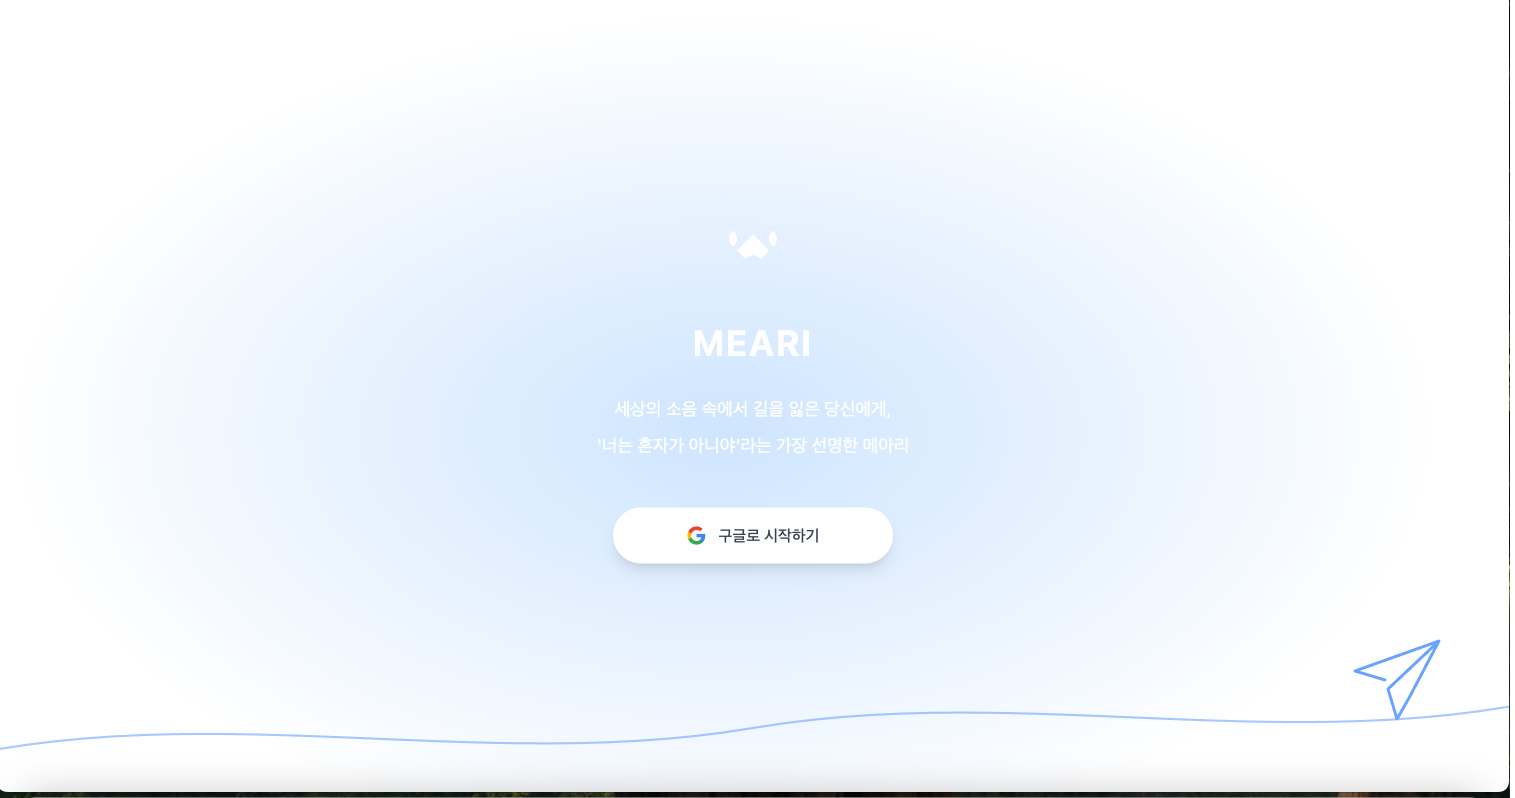 MEARI
세상의 소음 속에서 길을 잃은 당신에게,
'너는 혼자가 아니야'라는 가장 선명한 메아리
구글로 시작하기